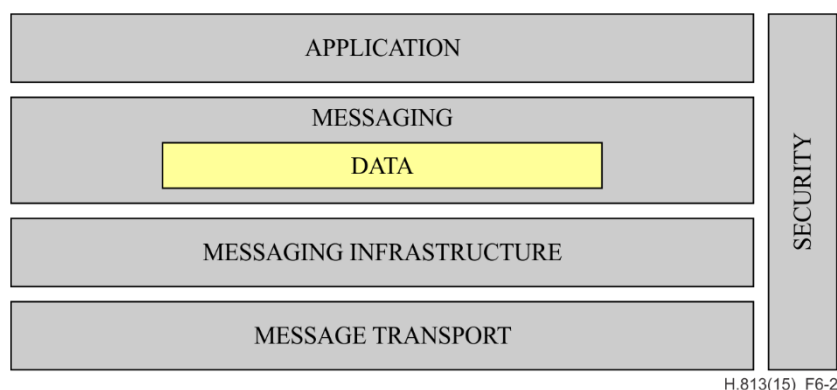 APPLICATION
MESSAGING
DATA
MESSAGING INFRASTRUCTURE
MESSAGE TRANSPORT
SECURITY
H.813(15)_F6-2